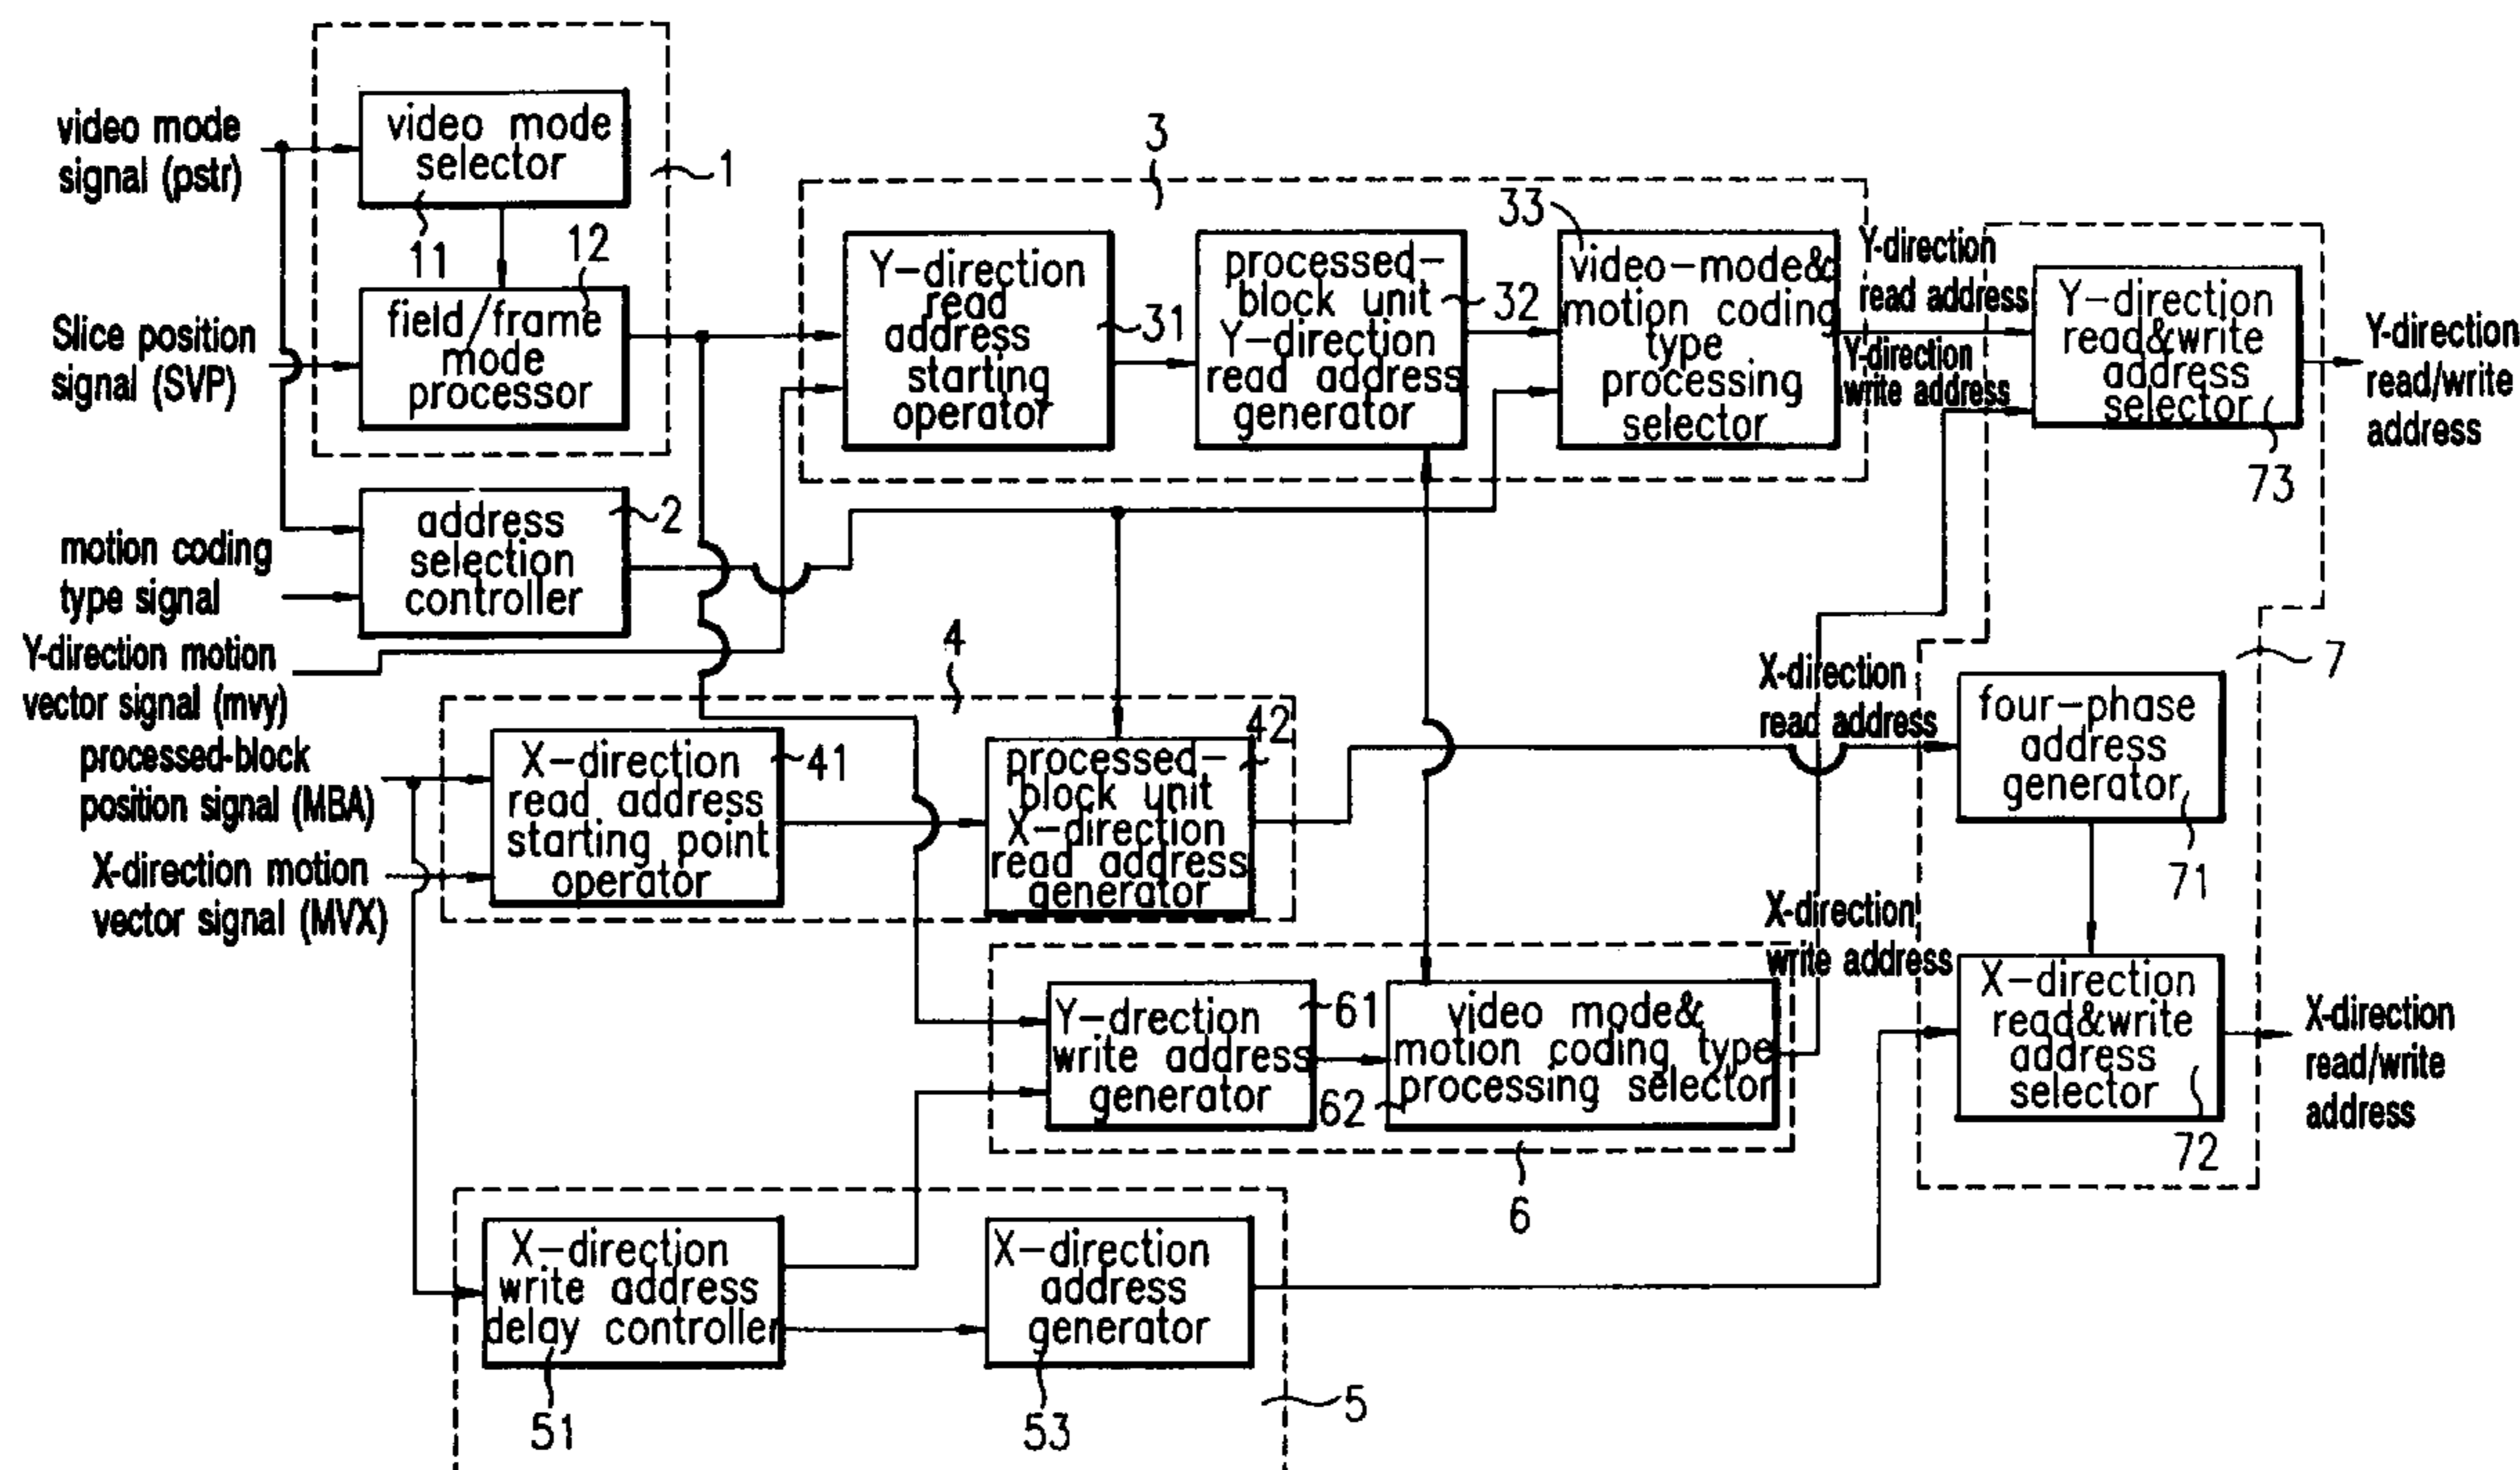 video mode
signal (pstr)
video mode
selector
11
1
Slice position
signal (SVP)
12
field/frame
mode
processor
motion coding
type signal
address
selection
controller
2
Y-direction motion
vector signal (mvy)
3
Y-direction
read
address
starting
operator
31
processed-
block unit
Y-direction
read address
generator
32
33
video-mode&
motion coding
type
processing
selector
Y-direction
read address
Y-direction
write address
Y-direction
read&write
address
selector
73
Y-direction
read/write
address
processed-block
position signal (MBA)
X-direction motion
vector signal (MVX)
4
X-direction
read address
starting point
operator
41
42
processed-
block unit
X-direction
read address
generator
X-direction
read address
four-phase
address
generator
71
7
X-direction
write address
X-direction
read&write
address
selector
72
X-direction
read/write
address
Y-drection
write address
generator
61
video mode&
motion coding type
processing selector
62
6
X-direction
write address
delay controller
51
X-direction
address
generator
53
5